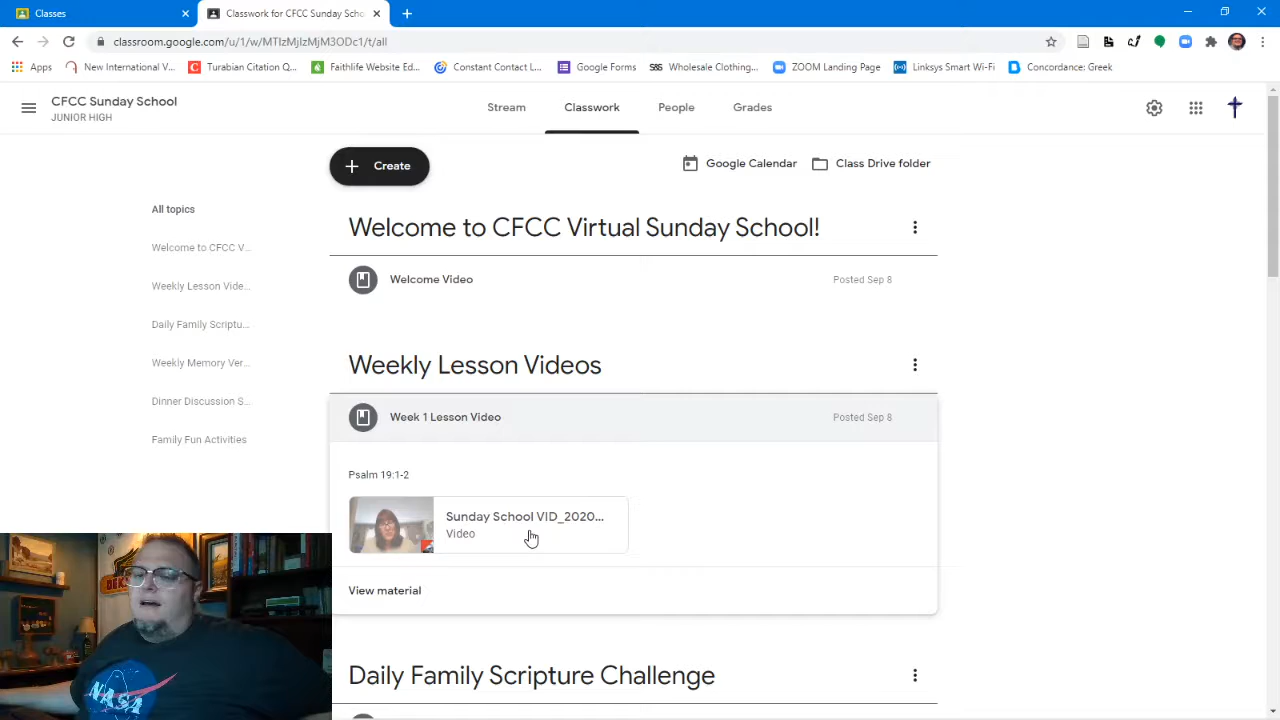 Classes
Classwork for CFCC Sunday Scho
classroom.google.com/u/1/w/MTIzMjIzMjM3ODc1/t/all
Apps New International V... Turabian Citation Q... Faithlife Website Ed... Constant Contact L... Google Forms Wholesale Clothing... ZOOM Landing Page Linksys Smart Wi-Fi Concordance: Greek
CFCC Sunday School
JUNIOR HIGH
Stream Classwork People Grades
Create
Google Calendar Class Drive folder
All topics
Welcome to CFCC V...
Weekly Lesson Vide...
Daily Family Scriptu...
Weekly Memory Ver...
Dinner Discussion S...
Family Fun Activities
Welcome to CFCC Virtual Sunday School!
Welcome Video Posted Sep 8
Weekly Lesson Videos
Week 1 Lesson Video Posted Sep 8
Psalm 19:1-2
Sunday School VID_2020...
Video
View material
Daily Family Scripture Challenge
NASA